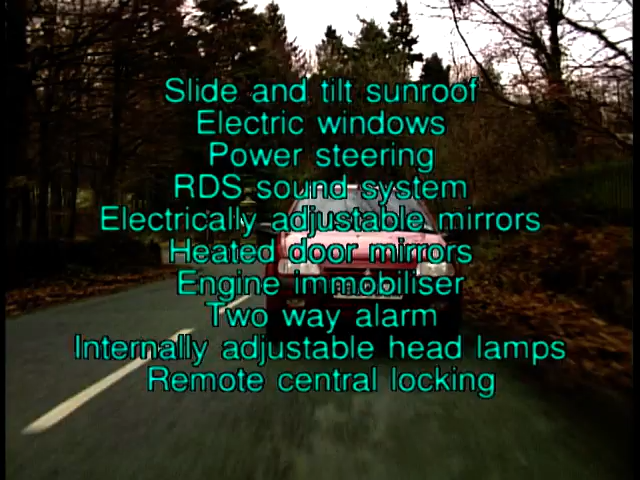 Slide and tilt sunroof
Electric windows
Power steering
RDS sound system
Electrically adjustable mirrors
Heated door mirrors
Engine immobiliser
Two way alarm
Internally adjustable head lamps
Remote central locking